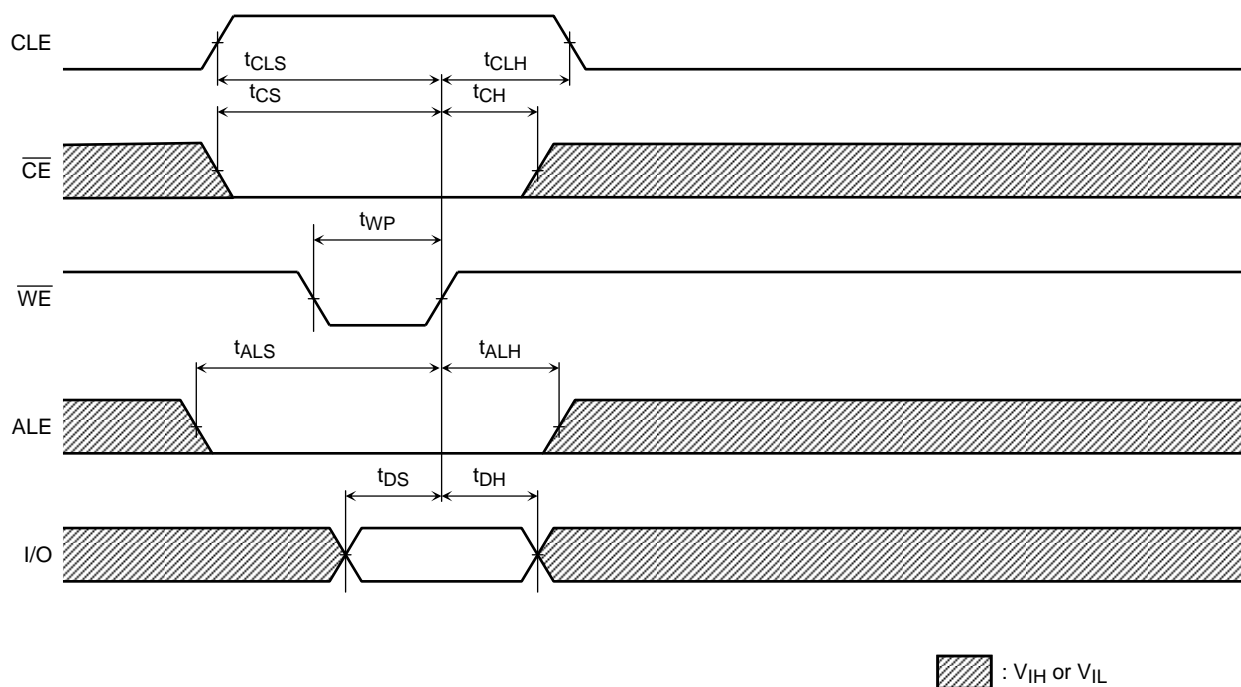 CLE
tCLS tCLH
tCS tCH
CE
tWP
WE
tALS tALH
ALE
tDS tDH
I/O
: VIH or VIL